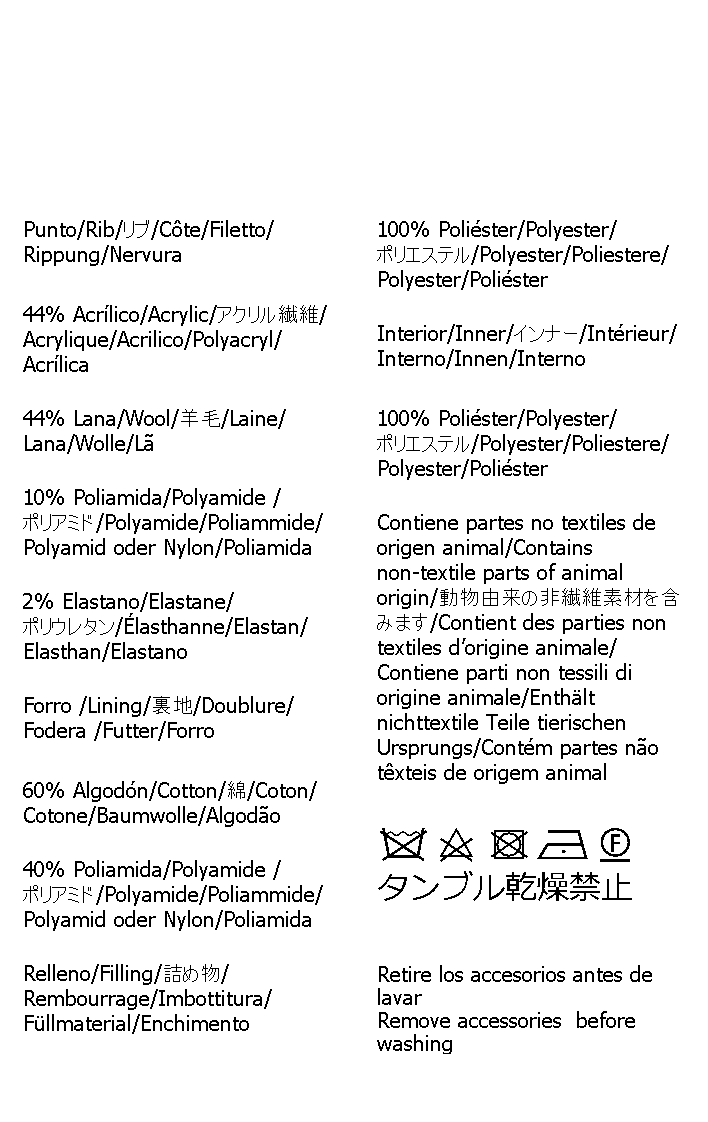 Punto/Rib/リブ/Côte/Filetto/
Rippung/Nervura
44% Acrílico/Acrylic/アクリル繊維/
Acrylique/Acrilico/Polyacryl/
Acrílica
44% Lana/Wool/羊毛/Laine/
Lana/Wolle/Lã
10% Poliamida/Polyamide /
ポリアミド/Polyamide/Poliammide/
Polyamid oder Nylon/Poliamida
2% Elastano/Elastane/
ポリウレタン/Élasthanne/Elastan/
Elasthan/Elastano
Forro /Lining/裏地/Doublure/
Fodera /Futter/Forro
60% Algodón/Cotton/綿/Coton/
Cotone/Baumwolle/Algodão
40% Poliamida/Polyamide /
ポリアミド/Polyamide/Poliammide/
Polyamid oder Nylon/Poliamida
Relleno/Filling/詰め物/
Rembourrage/Imbottitura/
Füllmaterial/Enchimento
100% Poliéster/Polyester/
ポリエステル/Polyester/Poliestere/
Polyester/Poliéster
Interior/Inner/インナー/Intérieur/
Interno/Innen/Interno
100% Poliéster/Polyester/
ポリエステル/Polyester/Poliestere/
Polyester/Poliéster
Contiene partes no textiles de
origen animal/Contains
non-textile parts of animal
origin/動物由来の非繊維素材を含
みます/Contient des parties non
textiles d’origine animale/
Contiene parti non tessili di
origine animale/Enthält
nichttextile Teile tierischen
Ursprungs/Contém partes não
têxteis de origem animal
F
タンブル乾燥禁止
Retire los accesorios antes de
lavar
Remove accessories  before
washing